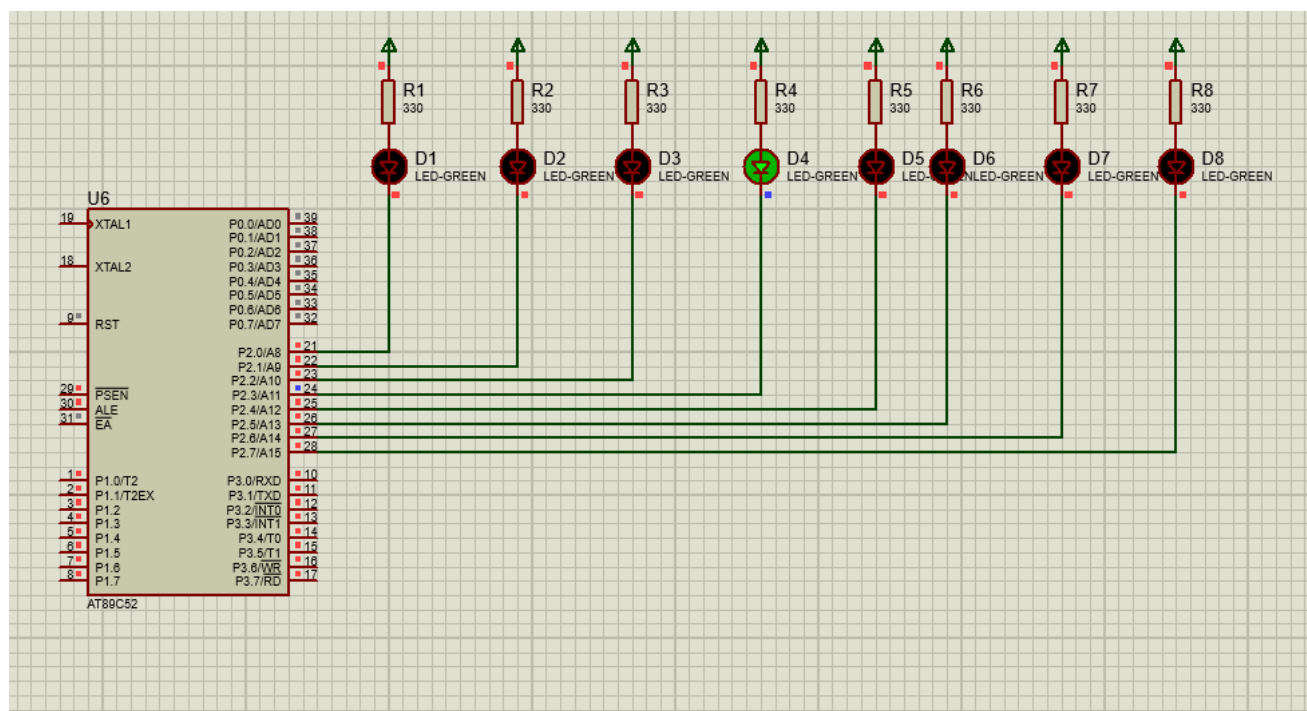 R1
330
R2
330
R3
330
R4
330
R5
330
R6
330
R7
330
R8
330
D1
LED-GREEN
D2
LED-GREEN
D3
LED-GREEN
D4
LED-GREEN
D5
D6
LED-GREEN
D7
LED-GREEN
D8
LED-GREEN
U6
19 XTAL1
18 XTAL2
9 RST
29 PSEN
30 ALE
31 EA
1 P1.0/T2
2 P1.1/T2EX
3 P1.2
4 P1.3
5 P1.4
6 P1.5
7 P1.6
8 P1.7
P0.0/AD0 39
P0.1/AD1 38
P0.2/AD2 37
P0.3/AD3 36
P0.4/AD4 35
P0.5/AD5 34
P0.6/AD6 33
P0.7/AD7 32
P2.0/A8 21
P2.1/A9 22
P2.2/A10 23
P2.3/A11 24
P2.4/A12 25
P2.5/A13 26
P2.6/A14 27
P2.7/A15 28
P3.0/RXD 10
P3.1/TXD 11
P3.2/INT0 12
P3.3/INT1 13
P3.4/T0 14
P3.5/T1 15
P3.6/WR 16
P3.7/RD 17
AT89C52